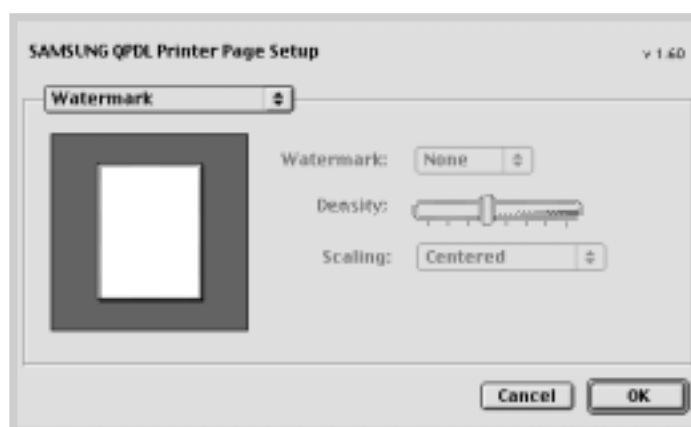 SAMSUNG QPDL Printer Page Setup v 1.60
Watermark
Watermark: None
Density:
Scaling: Centered
Cancel OK